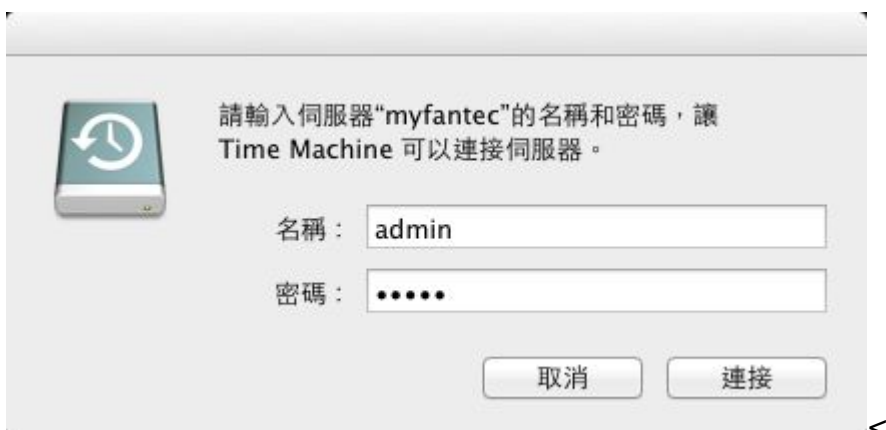 請輸入伺服器“myfantec”的名稱和密碼，讓
Time Machine 可以連接伺服器。
名稱： admin
密碼： •••••
取消 連接
<